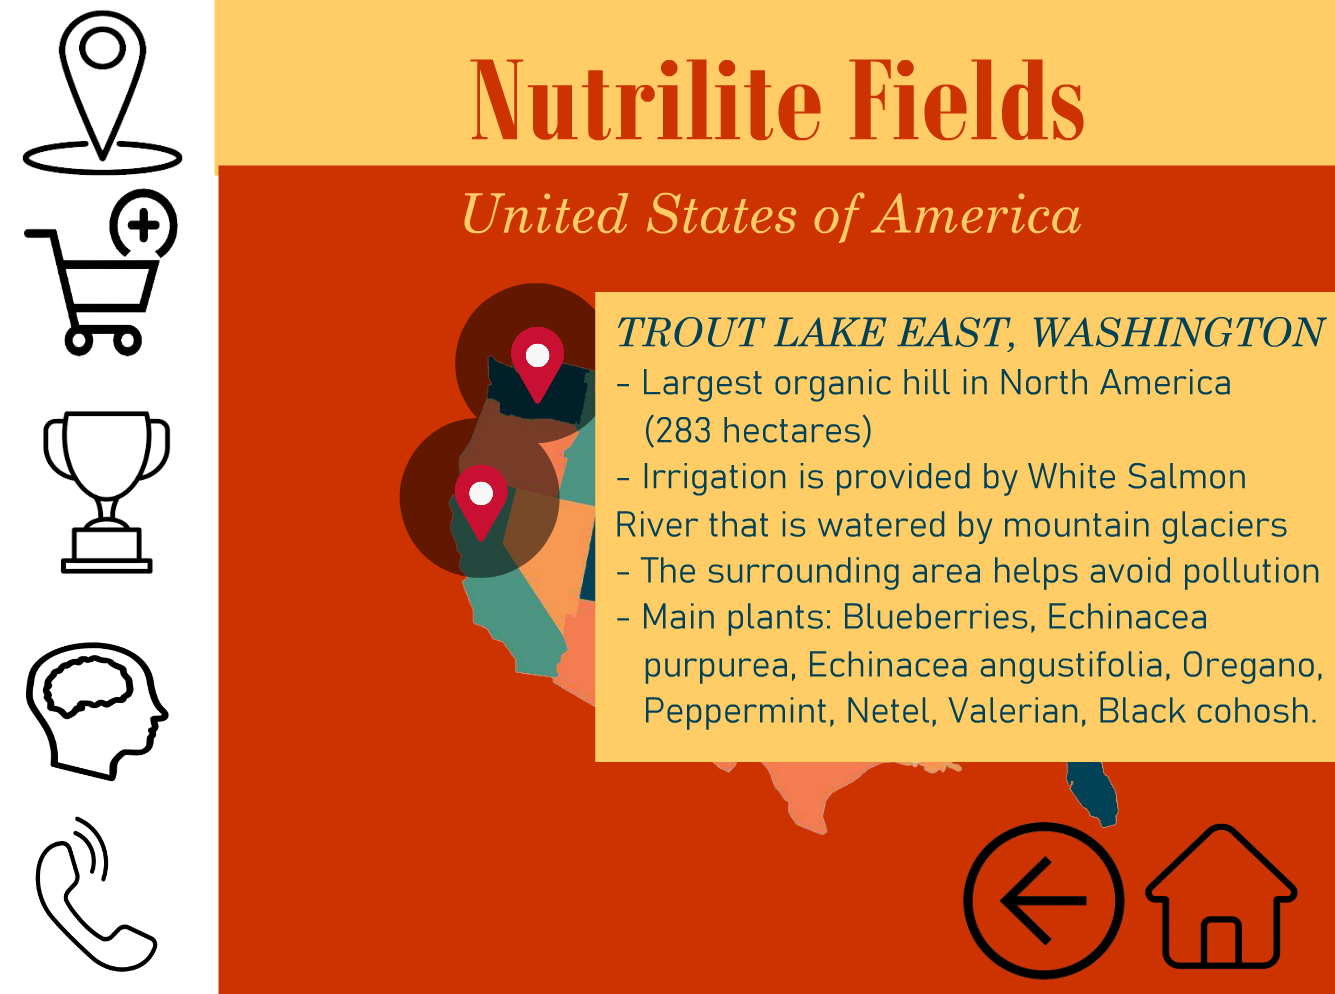 Nutrilite Fields
United States of America
TROUT LAKE EAST, WASHINGTON
- Largest organic hill in North America
(283 hectares)
- Irrigation is provided by White Salmon
River that is watered by mountain glaciers
- The surrounding area helps avoid pollution
- Main plants: Blueberries, Echinacea
purpurea, Echinacea angustifolia, Oregano,
Peppermint, Netel, Valerian, Black cohosh.